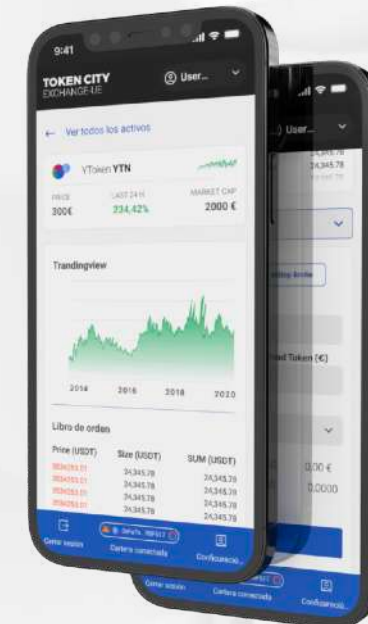 9:41
TOKEN CITY
EXCHANGE-UE
User...
← Ver todos los activos
YToken YTN
PRICE
LAST 24 H
MARKET CAP
300€
234,42%
2000 €
Trandingview
2014
2016
2018
2020
Libro de orden
Price (USDT)
Size (USDT)
SUM (USDT)
24,345.78
24,345.78
24,345.78
24,345.78
24,345.78
24,345.78
24,345.78
24,345.78
Cerrar sesión
Cartera conectada
Configuració...
User...
24,345.78
24,345.78
dad Token (€)
0,00 €
0.0000
Cerrar sesión
Cartera conectada
Configuració...